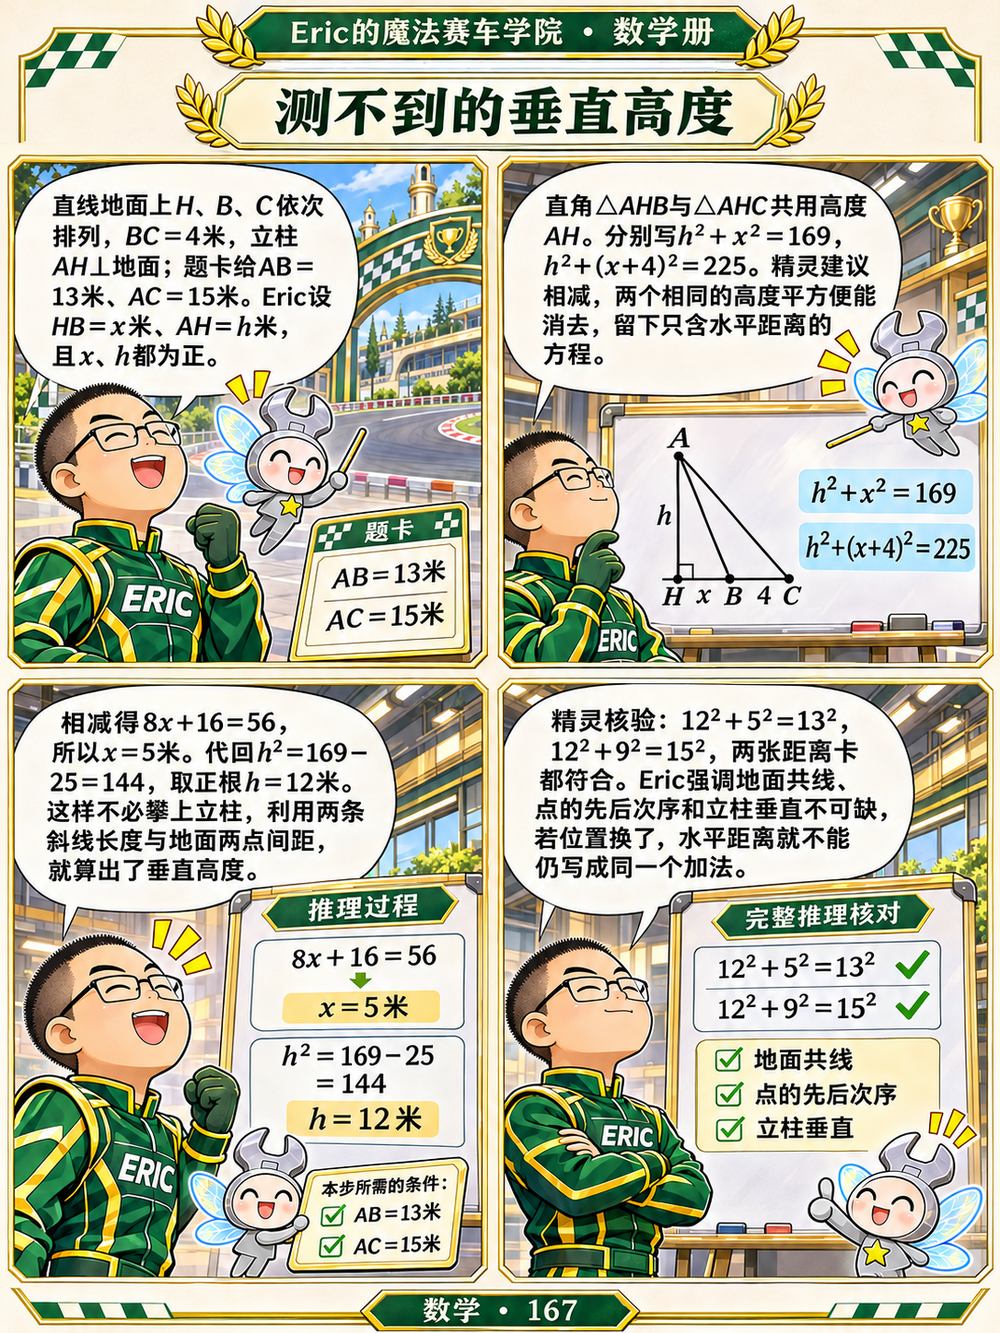 Eric的魔法赛车学院 • 数学册
测不到的垂直高度
直线地面上H、B、C依次
排列，BC=4米，立柱
AH⊥地面；题卡给AB=
13米、AC=15米。Eric设
HB=x米、AH=h米，
且x、h都为正。
ERIC
题卡
AB=13米
AC=15米
直角△AHB与△AHC共用高度
AH。分别写h²+x²=169，
h²+(x+4)²=225。精灵建议
相减，两个相同的高度平方便能
消去，留下只含水平距离的
方程。
A
h
H x B 4 C
h²+x²=169
h²+(x+4)²=225
ERIC
相减得8x+16=56，
所以x=5米。代回h²=169−
25=144，取正根h=12米。
这样不必攀上立柱，利用两条
斜线长度与地面两点间距，
就算出了垂直高度。
推理过程
8x+16=56
x=5米
h²=169−25
=144
h=12米
ERIC
本步所需的条件：
AB=13米
AC=15米
精灵核验：12²+5²=13²，
12²+9²=15²，两张距离卡
都符合。Eric强调地面共线、
点的先后次序和立柱垂直不可缺，
若位置换了，水平距离就不能
仍写成同一个加法。
完整推理核对
12²+5²=13² ✓
12²+9²=15² ✓
地面共线
点的先后次序
立柱垂直
ERIC
数学 • 167